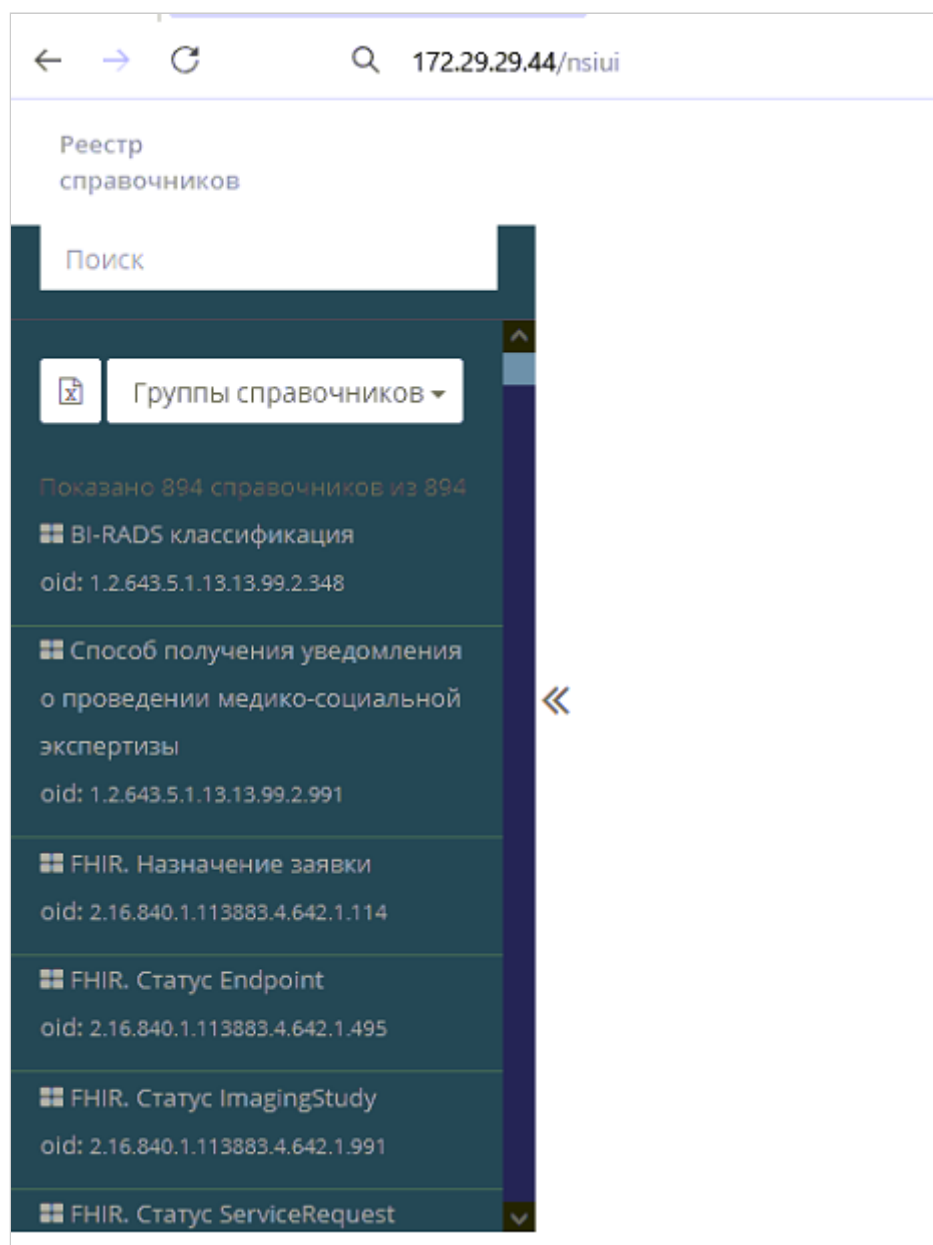 172.29.29.44/nsiui
Реестр
справочников
Поиск
Группы справочников
Показано 894 справочников из 894
BI-RADS классификация
oid: 1.2.643.5.1.13.13.99.2.348
Способ получения уведомления
о проведении медико-социальной
экспертизы
oid: 1.2.643.5.1.13.13.99.2.991
FHIR. Назначение заявки
oid: 2.16.840.1.113883.4.642.1.114
FHIR. Статус Endpoint
oid: 2.16.840.1.113883.4.642.1.495
FHIR. Статус ImagingStudy
oid: 2.16.840.1.113883.4.642.1.991
FHIR. Статус ServiceRequest